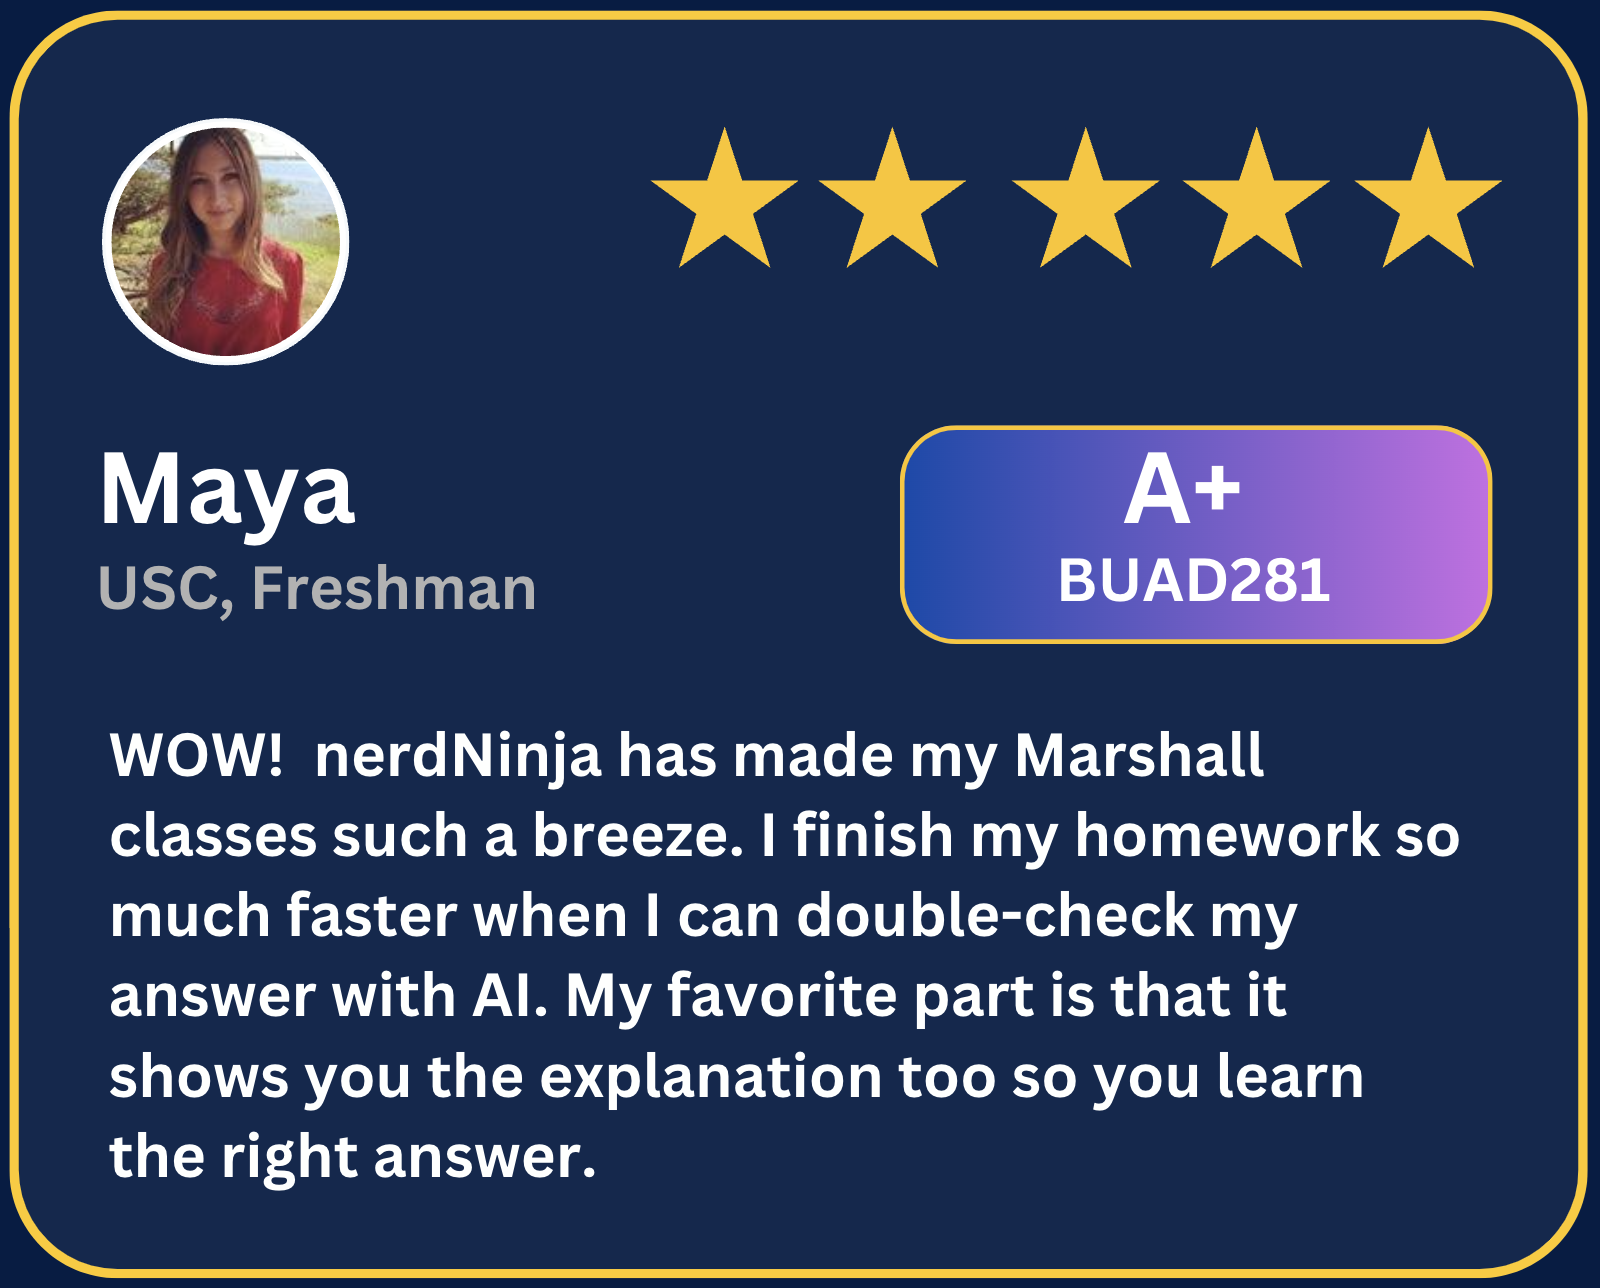 Maya
USC, Freshman
A+
BUAD281
WOW!  nerdNinja has made my Marshall
classes such a breeze. I finish my homework so
much faster when I can double-check my
answer with AI. My favorite part is that it
shows you the explanation too so you learn
the right answer.